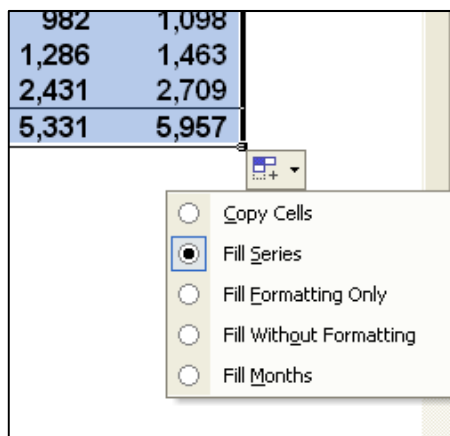 982 1,098
1,286 1,463
2,431 2,709
5,331 5,957
Copy Cells
Fill Series
Fill Formatting Only
Fill Without Formatting
Fill Months